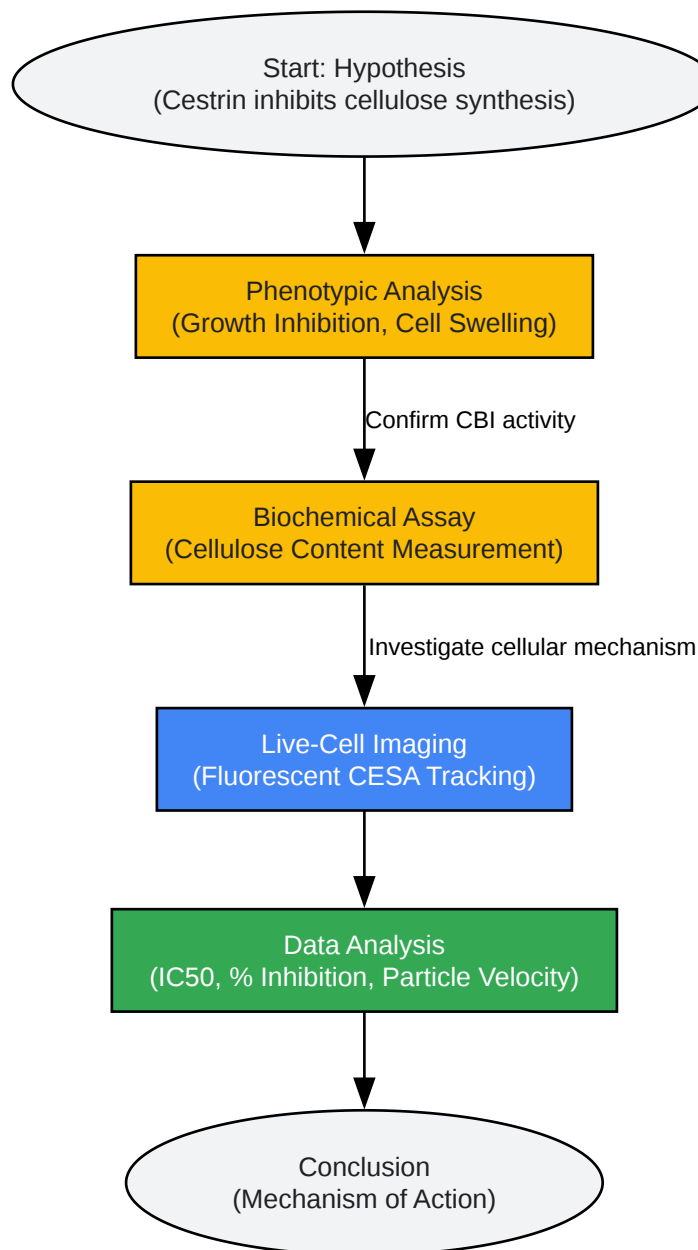 Start: Hypothesis
(Cestrin inhibits cellulose synthesis)
Phenotypic Analysis
(Growth Inhibition, Cell Swelling)
Confirm CBI activity
Biochemical Assay
(Cellulose Content Measurement)
Investigate cellular mechanism
Live-Cell Imaging
(Fluorescent CESA Tracking)
Data Analysis
(IC50, % Inhibition, Particle Velocity)
Conclusion
(Mechanism of Action)